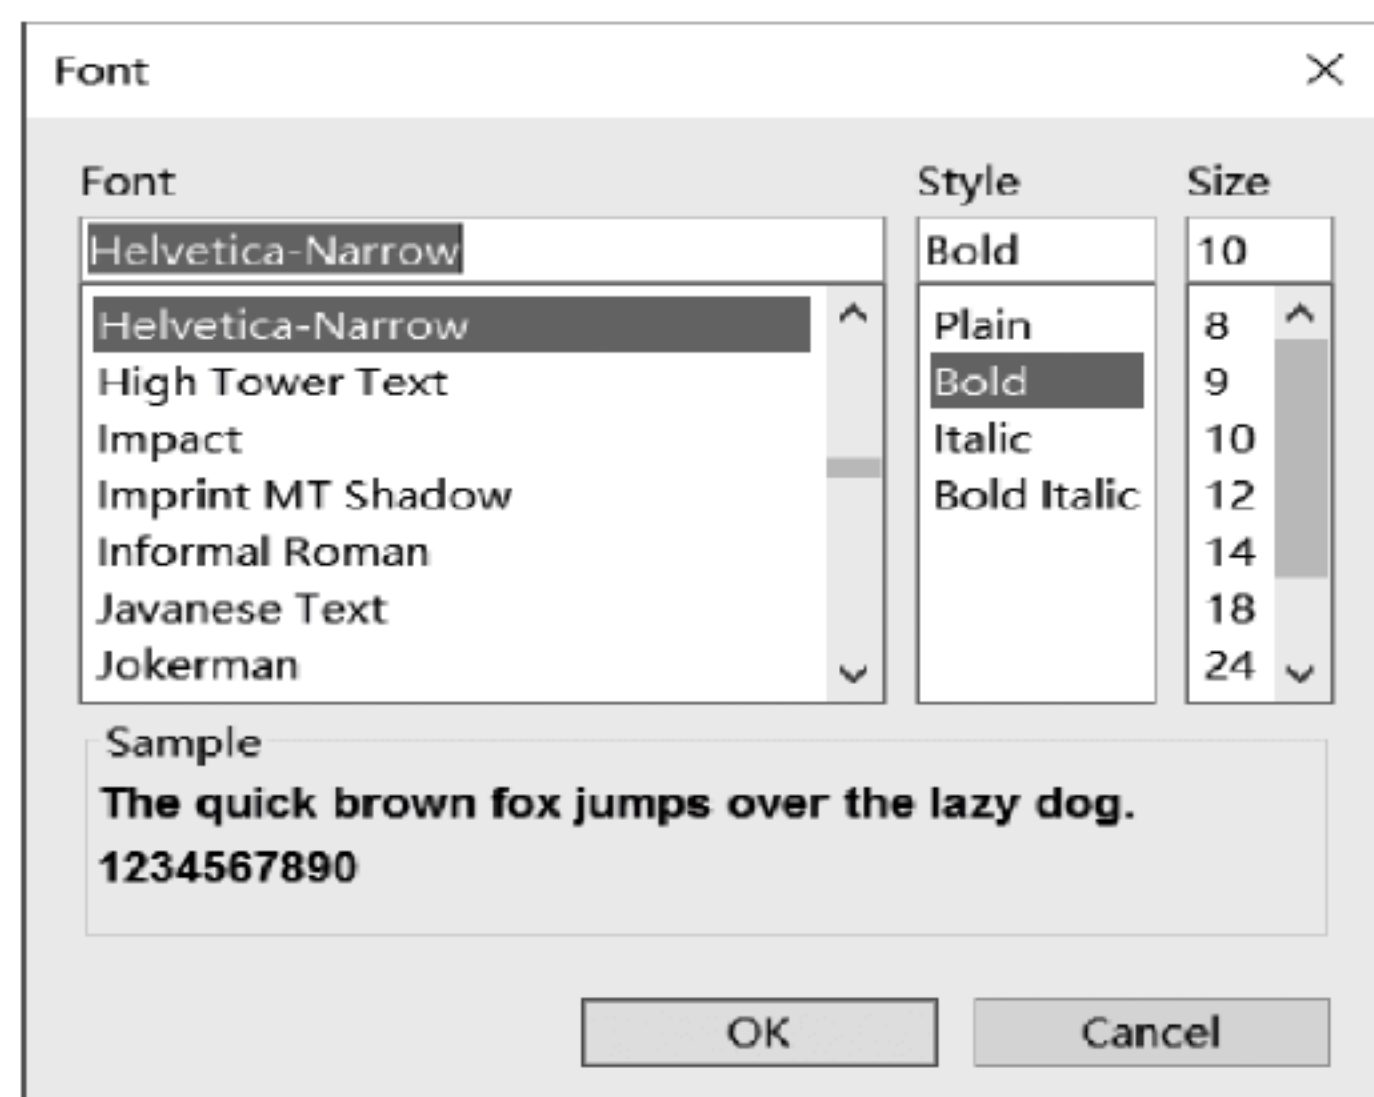 Font
Font Style Size
Helvetica-Narrow Bold 10
Helvetica-Narrow Plain 8
High Tower Text Bold 9
Impact Italic 10
Imprint MT Shadow Bold Italic 12
Informal Roman 14
Javanese Text 18
Jokerman 24
Sample
The quick brown fox jumps over the lazy dog.
1234567890
OK Cancel